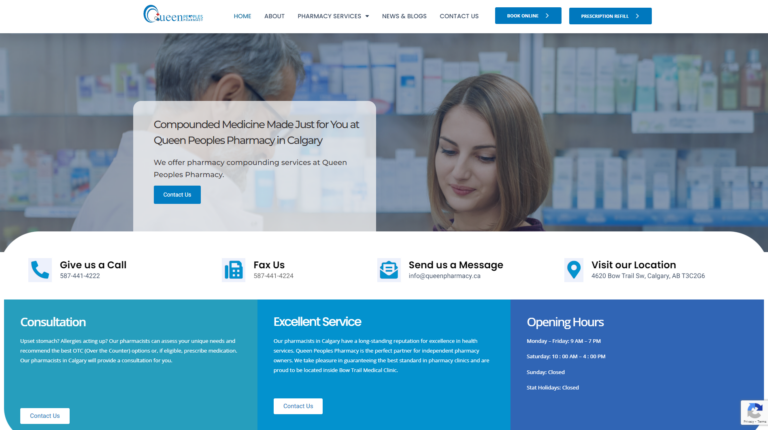 Queen PEOPLES PHARMACY
HOME
ABOUT
PHARMACY SERVICES
NEWS & BLOGS
CONTACT US
BOOK ONLINE
PRESCRIPTION REFILL
Compounded Medicine Made Just for You at
Queen Peoples Pharmacy in Calgary
We offer pharmacy compounding services at Queen
Peoples Pharmacy.
Contact Us
Give us a Call
587-441-4222
Fax Us
587-441-4224
Send us a Message
info@queenpharmacy.ca
Visit our Location
4620 Bow Trail Sw, Calgary, AB T3C2G6
Consultation
Upset stomach? Allergies acting up? Our pharmacists can assess your unique needs and
recommend the best OTC (Over the Counter) options or, if eligible, prescribe medication.
Our pharmacists in Calgary will provide a consultation for you.
Contact Us
Excellent Service
Our pharmacists in Calgary have a long-standing reputation for excellence in health
services. Queen Peoples Pharmacy is the perfect partner for independent pharmacy
owners. We take pleasure in guaranteeing the best standard in pharmacy clinics and are
proud to be located inside Bow Trail Medical Clinic.
Contact Us
Opening Hours
Monday – Friday: 9 AM – 7 PM
Saturday: 10 : 00 AM – 4 : 00 PM
Sunday: Closed
Stat Holidays: Closed
Privacy - Terms